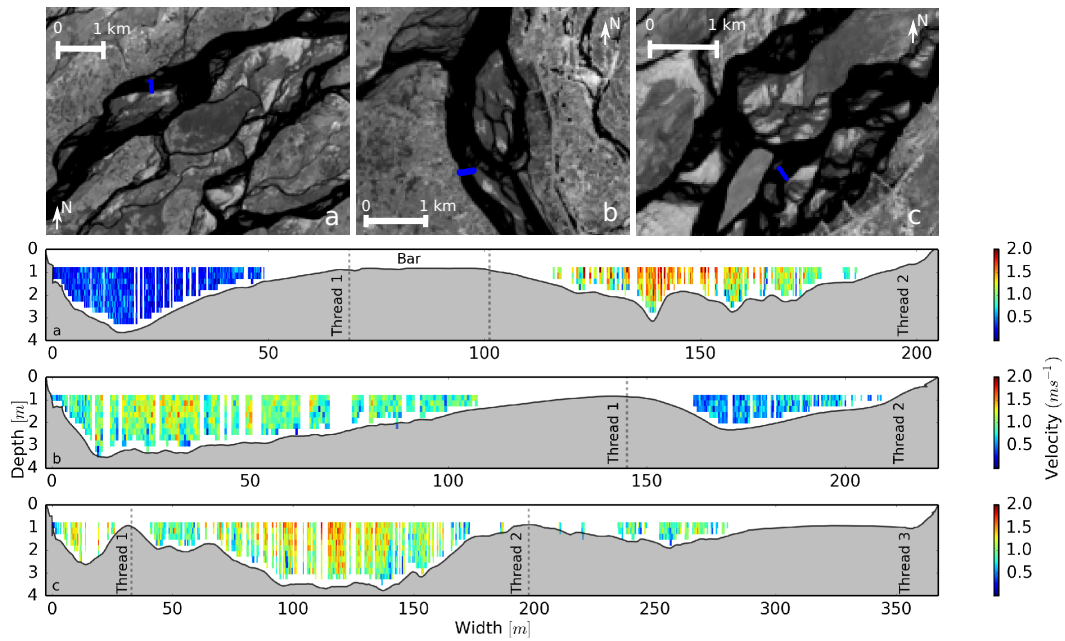 0 1 km
N
a
N
0 1 km
b
0 1 km
N
c
0
1
2
3
4
a
Thread 1
Bar
Thread 2
0 50 100 150 200
2.0
1.5
1.0
0.5
Depth [m]
0
1
2
3
4
b
Thread 1
Thread 2
0 50 100 150 200
2.0
1.5
1.0
0.5
Velocity (ms⁻¹)
0
1
2
3
4
c
Thread 1
Thread 2
Thread 3
0 50 100 150 200 250 300 350
2.0
1.5
1.0
0.5
Width [m]